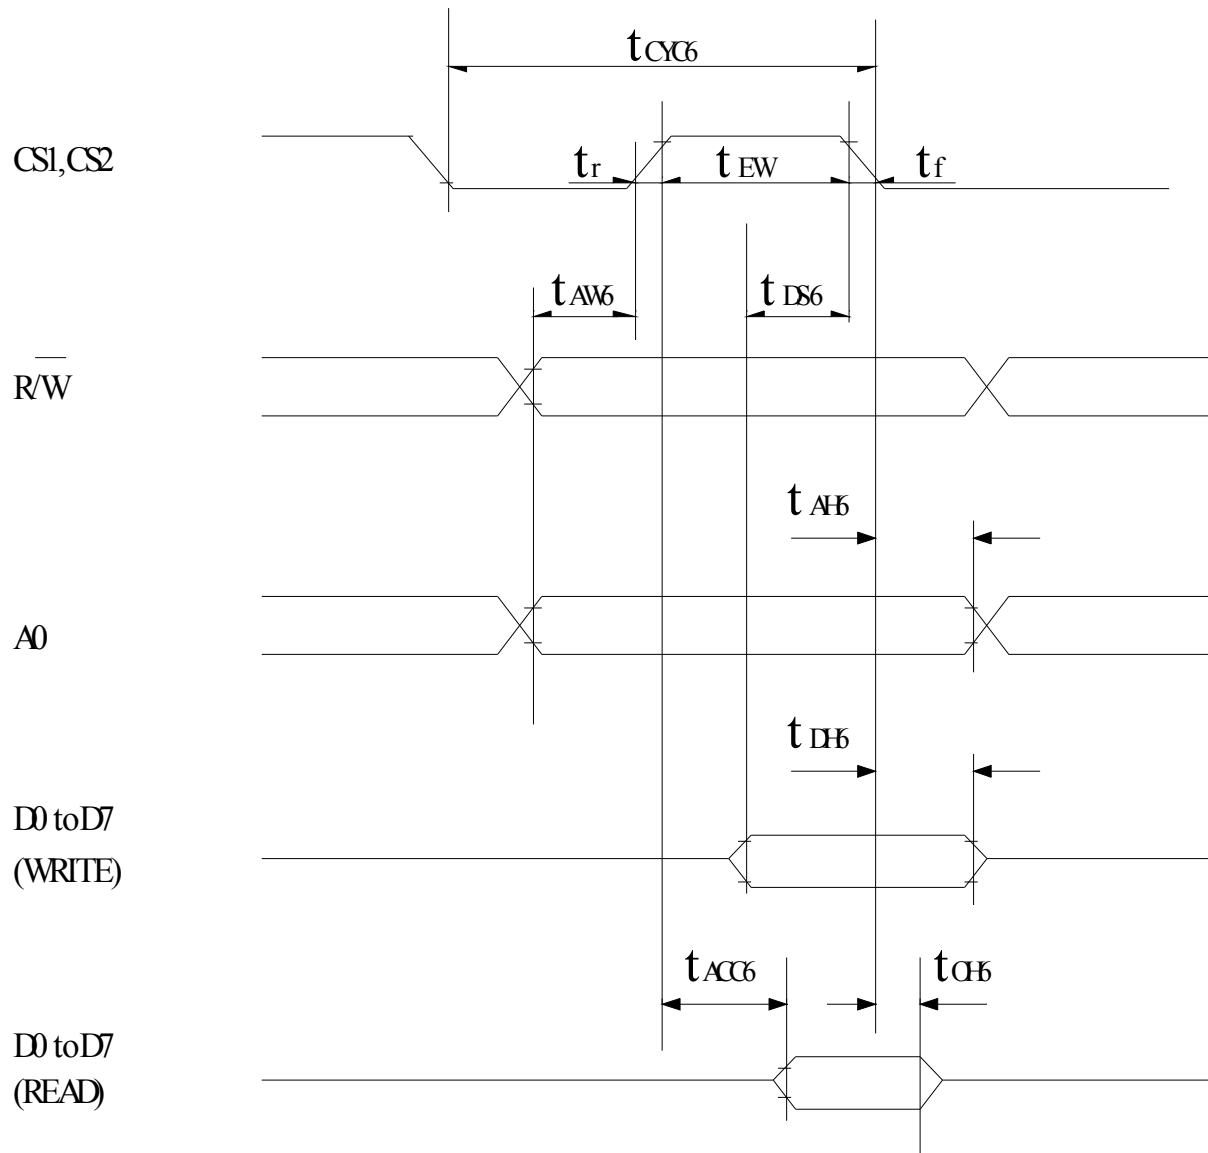 tCYC6
CS1,CS2
tr
tEW
tf
tAW6
tDS6
R/W̅
tAH6
A0
tDH6
D0 to D7
(WRITE)
tACC6
tOH6
D0 to D7
(READ)